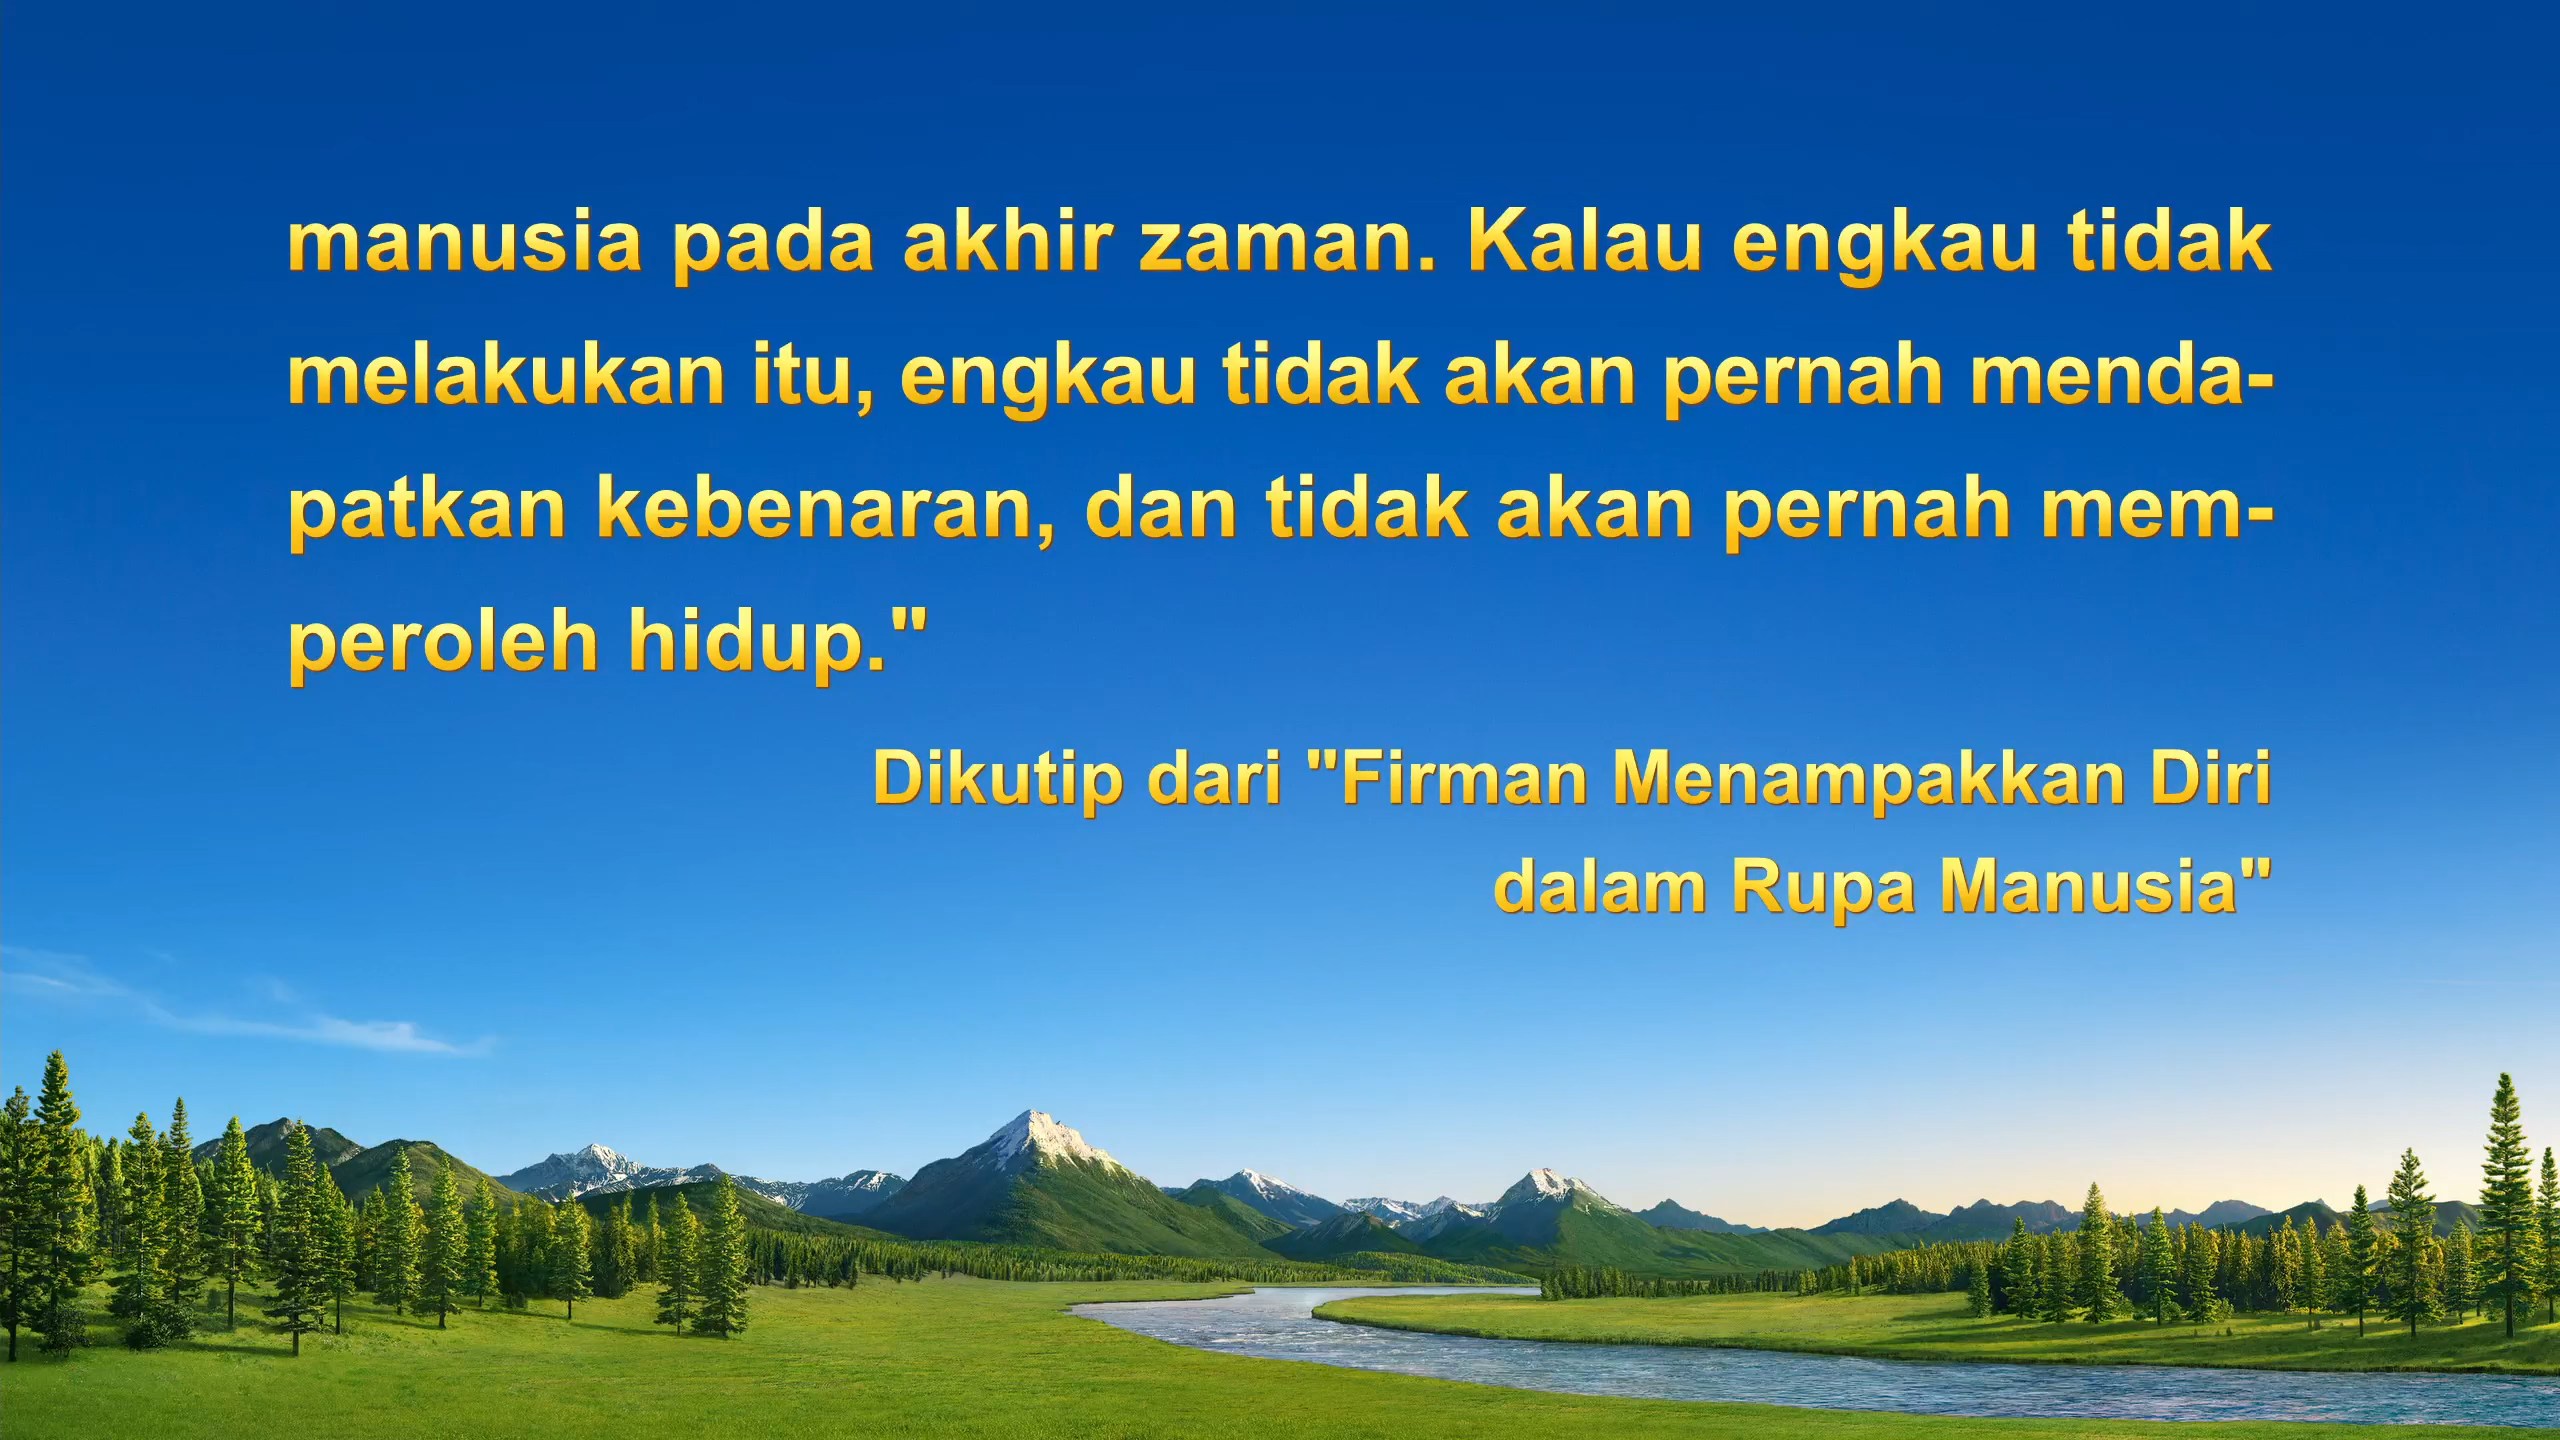 manusia pada akhir zaman. Kalau engkau tidak
melakukan itu, engkau tidak akan pernah menda-
patkan kebenaran, dan tidak akan pernah mem-
peroleh hidup."
Dikutip dari "Firman Menampakkan Diri
dalam Rupa Manusia"